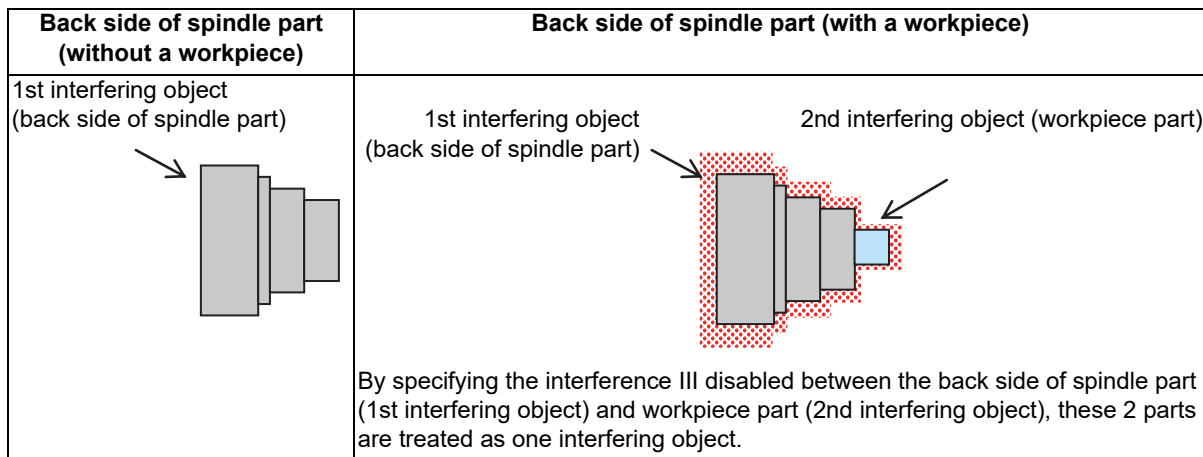 Back side of spindle part
(without a workpiece)
Back side of spindle part (with a workpiece)
1st interfering object
(back side of spindle part)
1st interfering object
(back side of spindle part)
2nd interfering object (workpiece part)
By specifying the interference III disabled between the back side of spindle part
(1st interfering object) and workpiece part (2nd interfering object), these 2 parts
are treated as one interfering object.